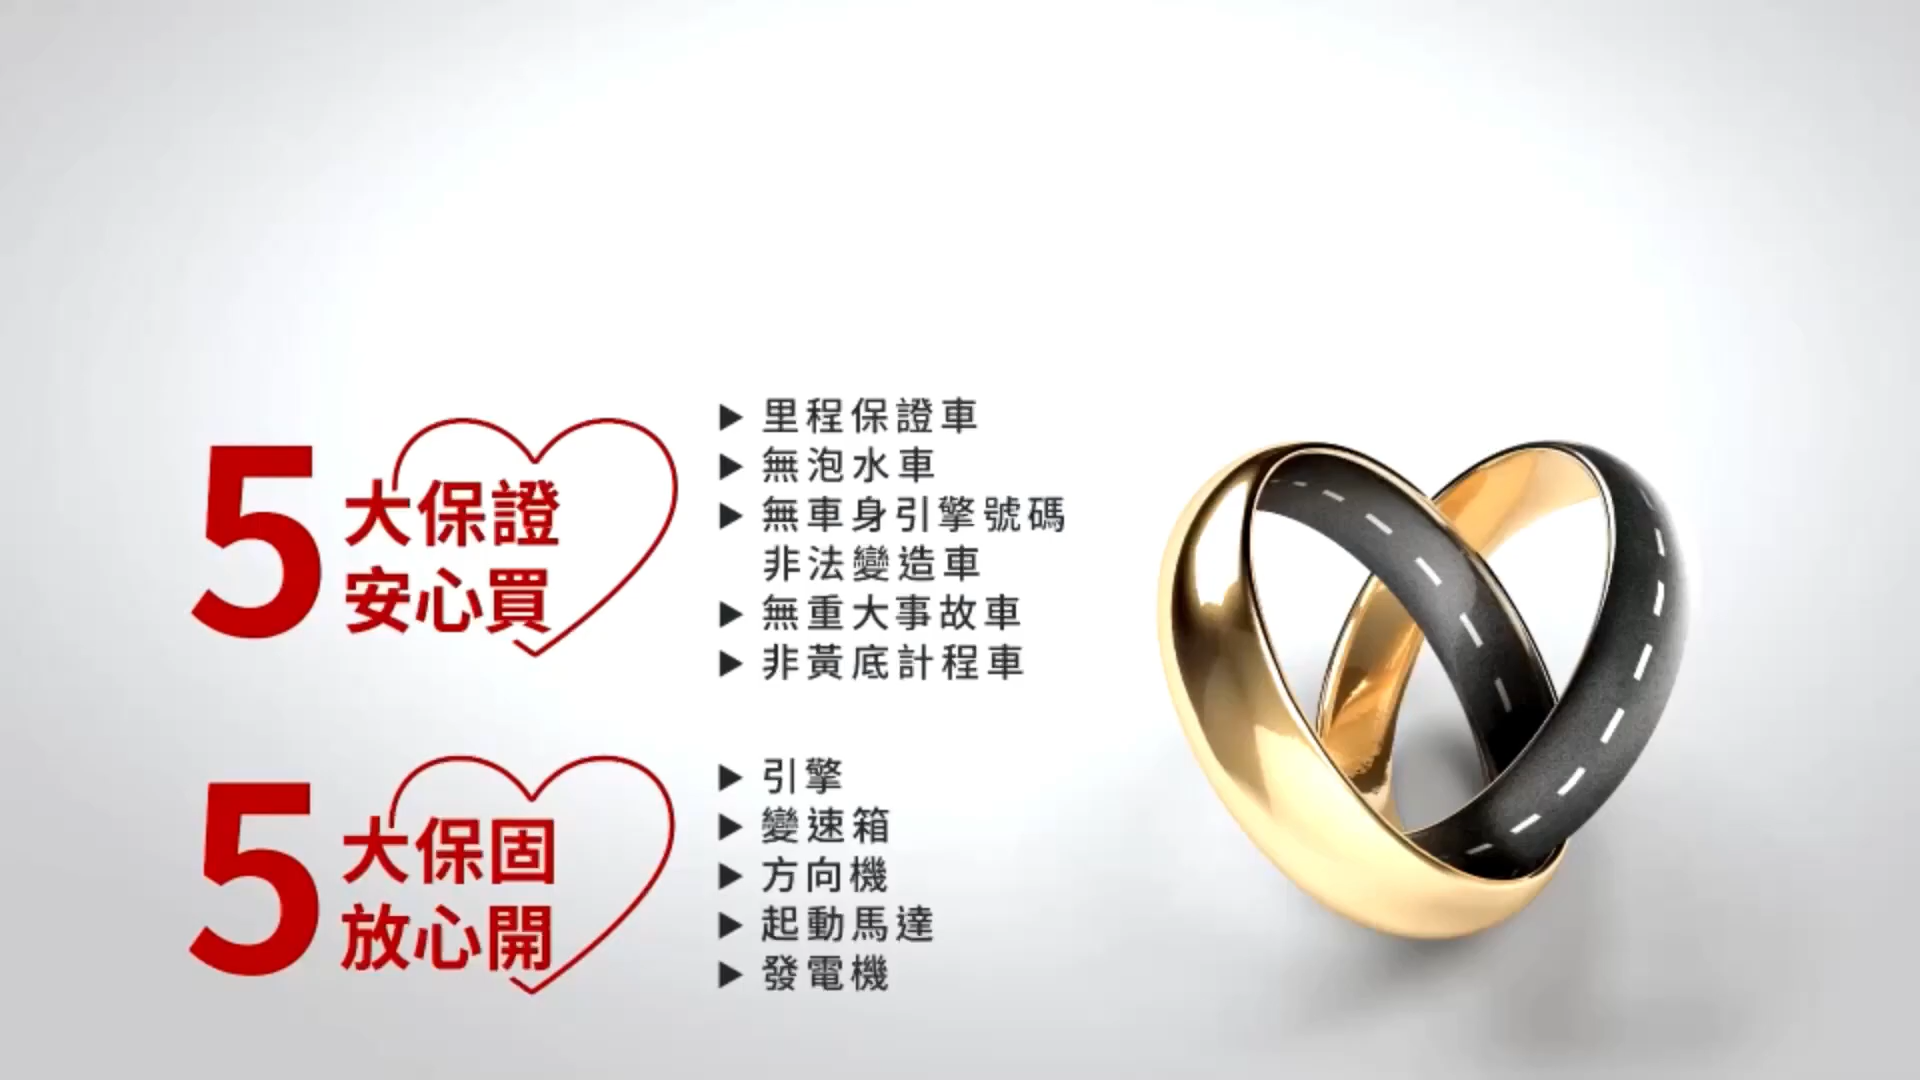 5大保證
安心買
里程保證車
無泡水車
無車身引擎號碼
非法變造車
無重大事故車
非黃底計程車
5大保固
放心開
引擎
變速箱
方向機
起動馬達
發電機